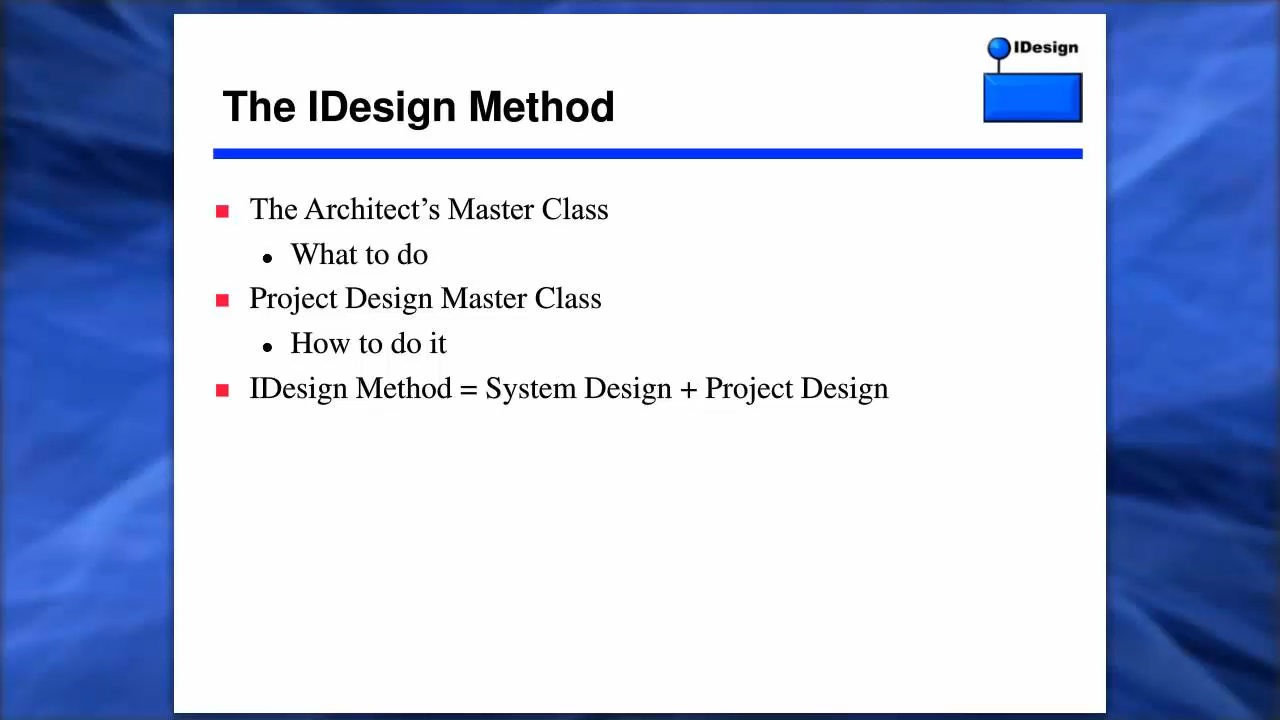 IDesign
The IDesign Method
The Architect’s Master Class
What to do
Project Design Master Class
How to do it
IDesign Method = System Design + Project Design